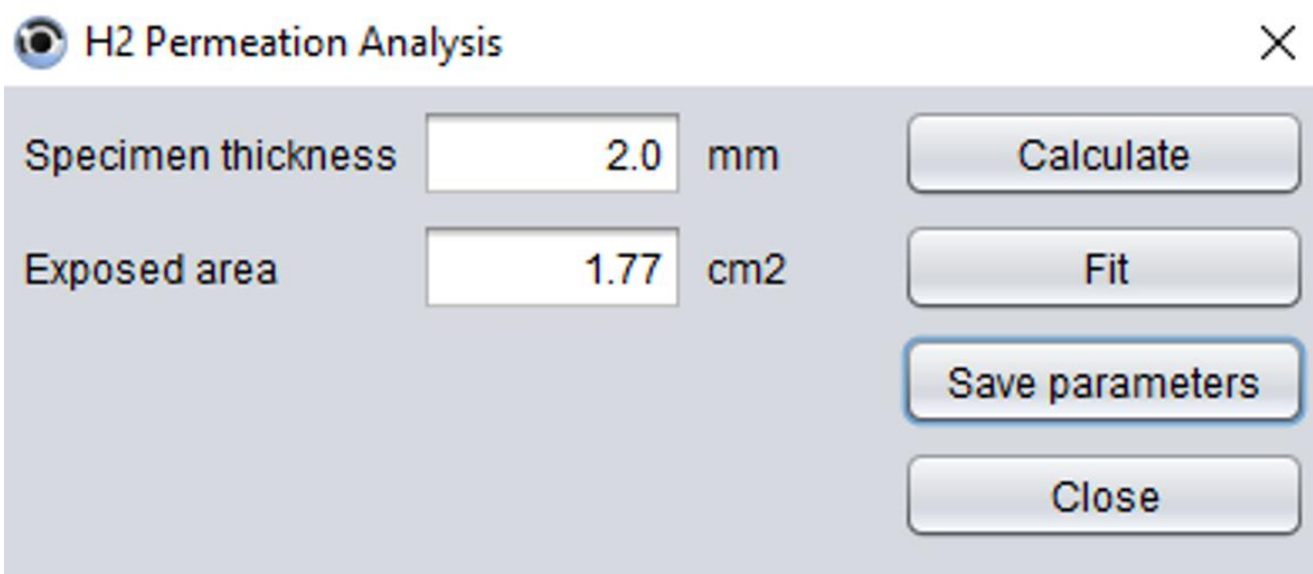 H2 Permeation Analysis
Specimen thickness 2.0 mm Calculate
Exposed area 1.77 cm2 Fit
Save parameters
Close